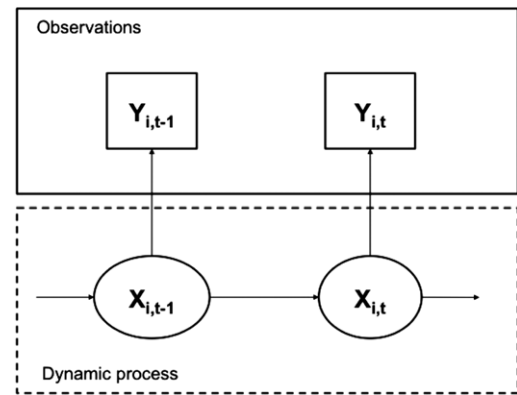 Observations
Y_{i,t-1} Y_{i,t}
X_{i,t-1} X_{i,t}
Dynamic process